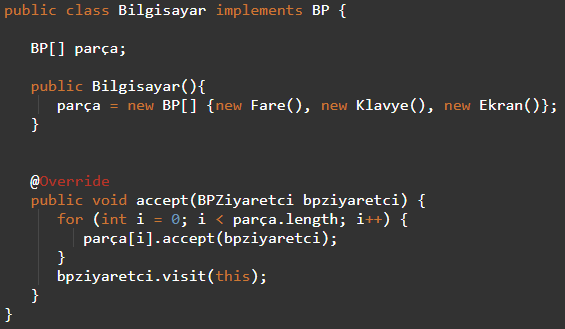 public class Bilgisayar implements BP {
BP[] parça;
public Bilgisayar(){
parça = new BP[] {new Fare(), new Klavye(), new Ekran()};
}
@Override
public void accept(BPZiyaretci bpziyaretci) {
for (int i = 0; i < parça.length; i++) {
parça[i].accept(bpziyaretci);
}
bpziyaretci.visit(this);
}
}